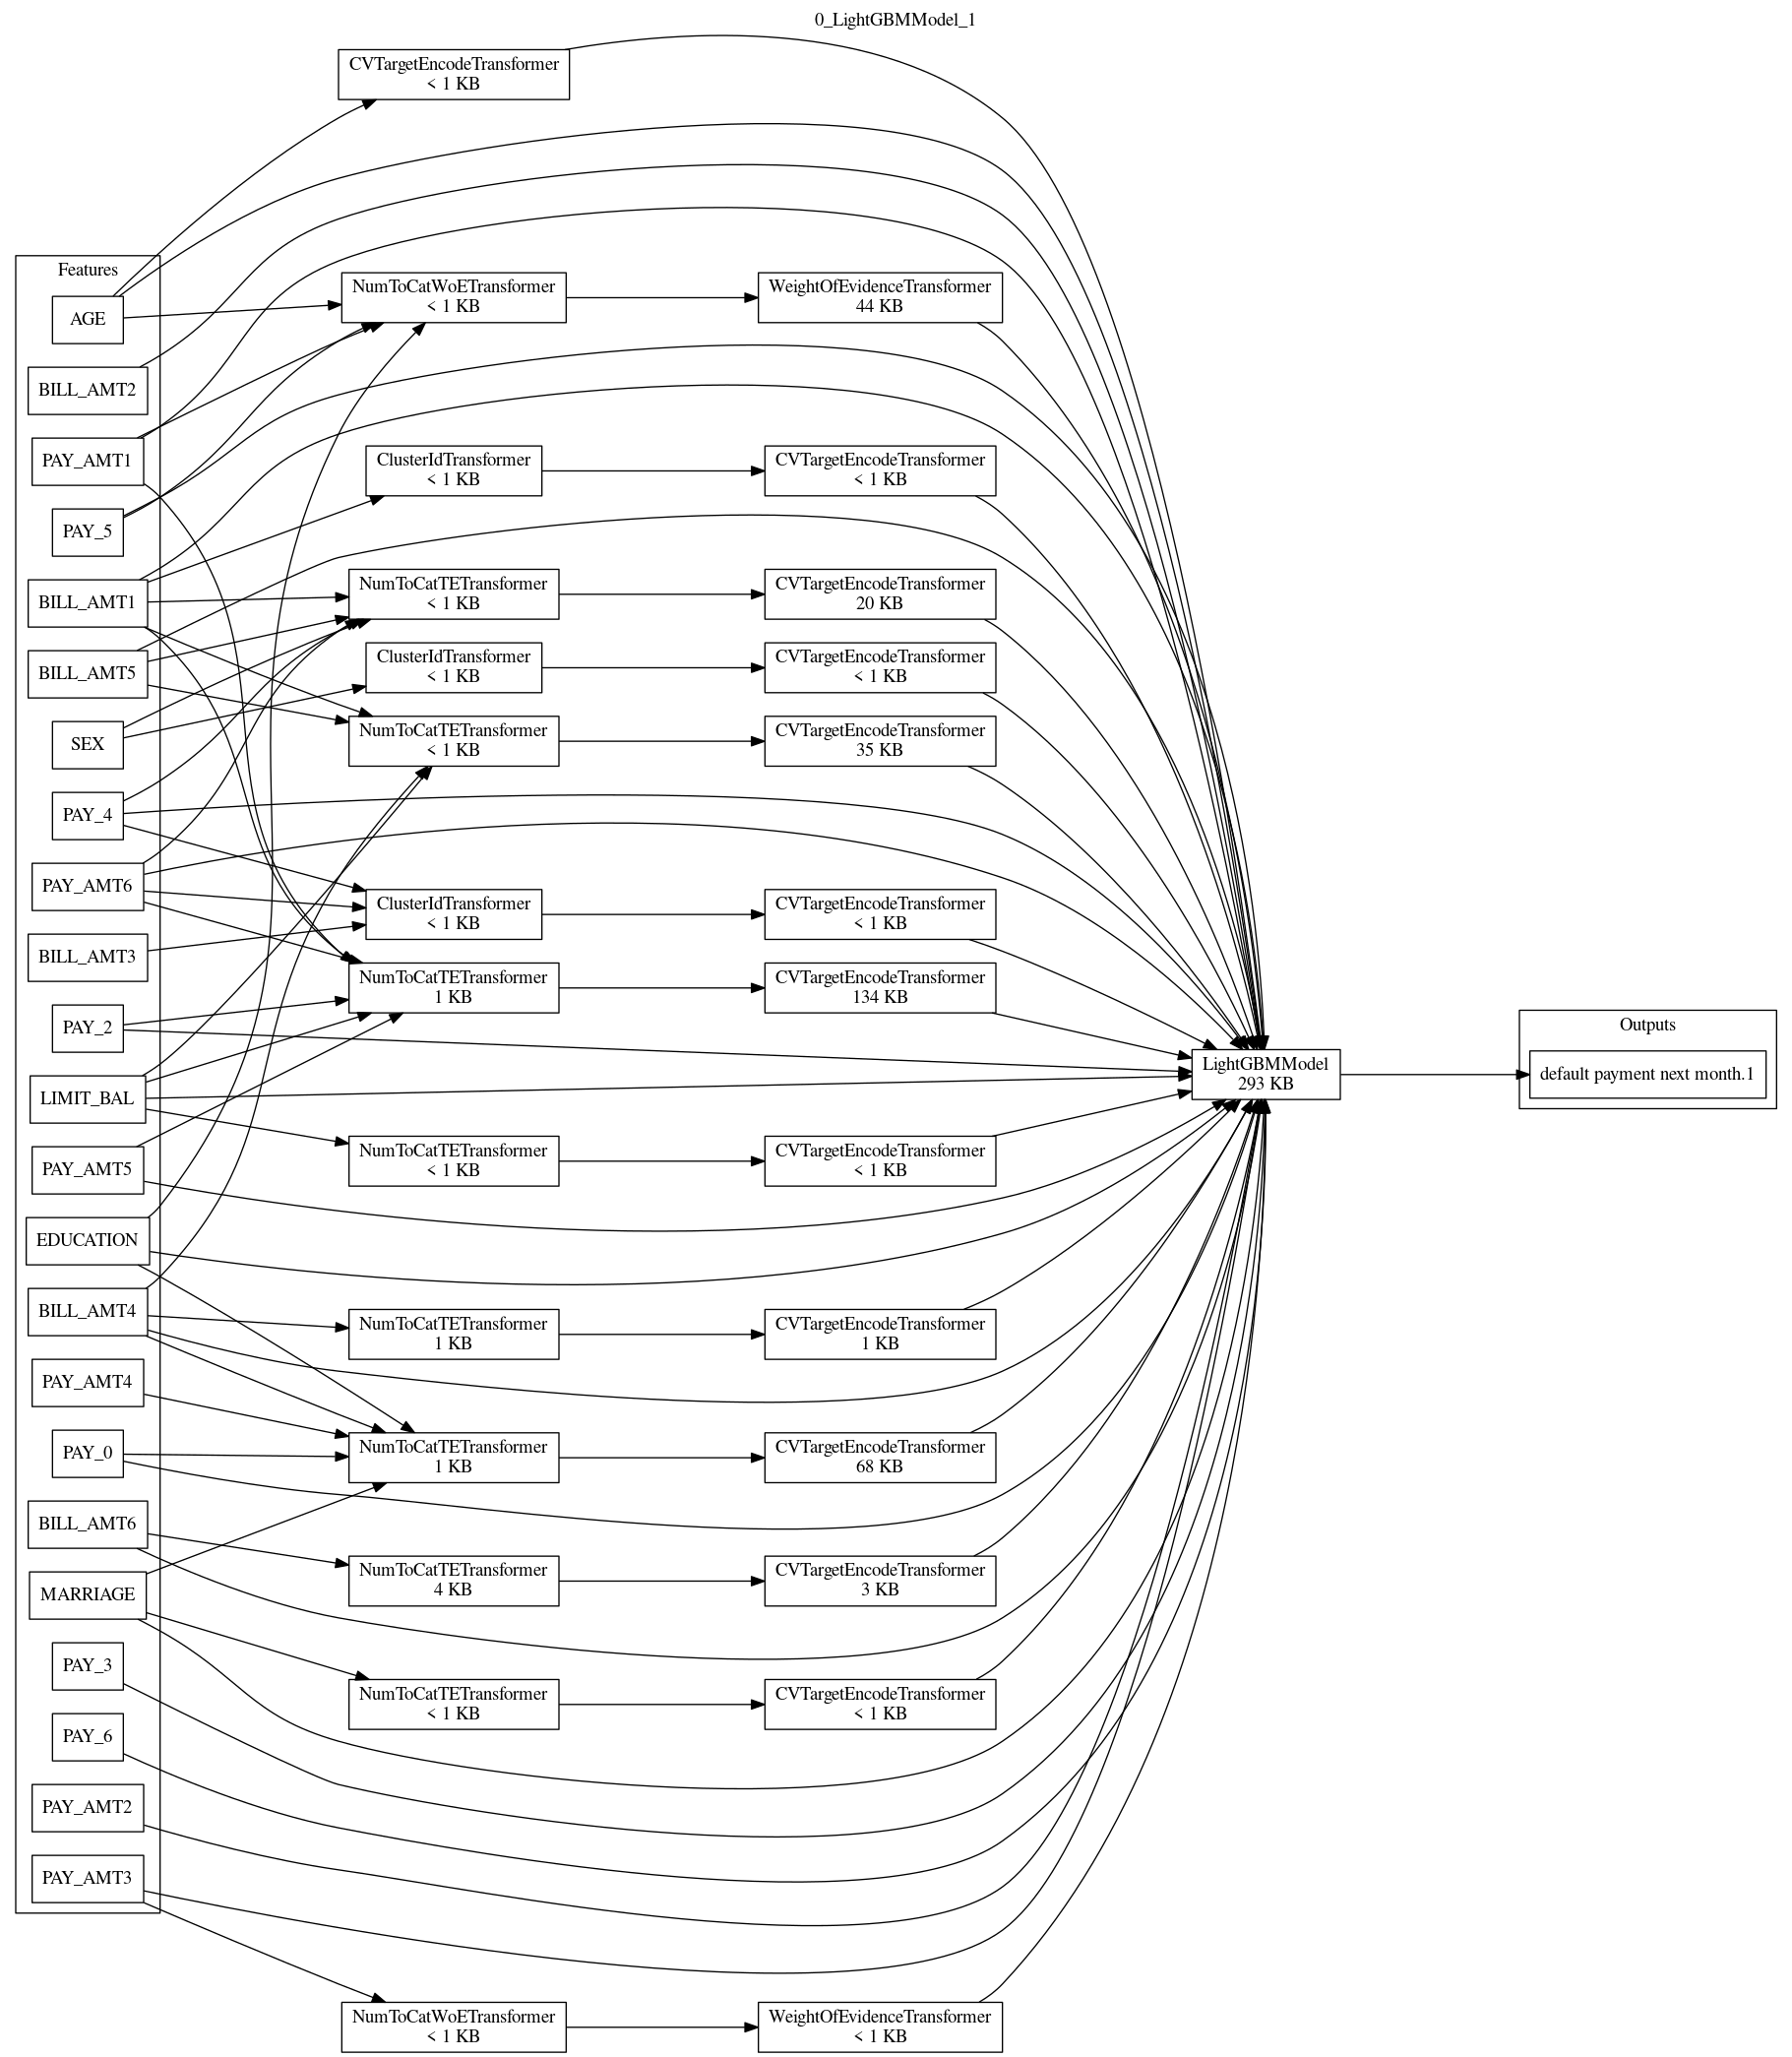 0_LightGBMModel_1
CVTargetEncodeTransformer
< 1 KB
Features
AGE
BILL_AMT2
PAY_AMT1
PAY_5
BILL_AMT1
BILL_AMT5
SEX
PAY_4
PAY_AMT6
BILL_AMT3
PAY_2
LIMIT_BAL
PAY_AMT5
EDUCATION
BILL_AMT4
PAY_AMT4
PAY_0
BILL_AMT6
MARRIAGE
PAY_3
PAY_6
PAY_AMT2
PAY_AMT3
NumToCatWoETransformer
< 1 KB
WeightOfEvidenceTransformer
44 KB
ClusterIdTransformer
< 1 KB
CVTargetEncodeTransformer
< 1 KB
NumToCatTETransformer
< 1 KB
CVTargetEncodeTransformer
20 KB
ClusterIdTransformer
< 1 KB
CVTargetEncodeTransformer
< 1 KB
NumToCatTETransformer
< 1 KB
CVTargetEncodeTransformer
35 KB
ClusterIdTransformer
< 1 KB
CVTargetEncodeTransformer
< 1 KB
NumToCatTETransformer
1 KB
CVTargetEncodeTransformer
134 KB
NumToCatTETransformer
< 1 KB
CVTargetEncodeTransformer
< 1 KB
NumToCatTETransformer
1 KB
CVTargetEncodeTransformer
1 KB
NumToCatTETransformer
1 KB
CVTargetEncodeTransformer
68 KB
NumToCatTETransformer
4 KB
CVTargetEncodeTransformer
3 KB
NumToCatTETransformer
< 1 KB
CVTargetEncodeTransformer
< 1 KB
NumToCatWoETransformer
< 1 KB
WeightOfEvidenceTransformer
< 1 KB
LightGBMModel
293 KB
Outputs
default payment next month.1